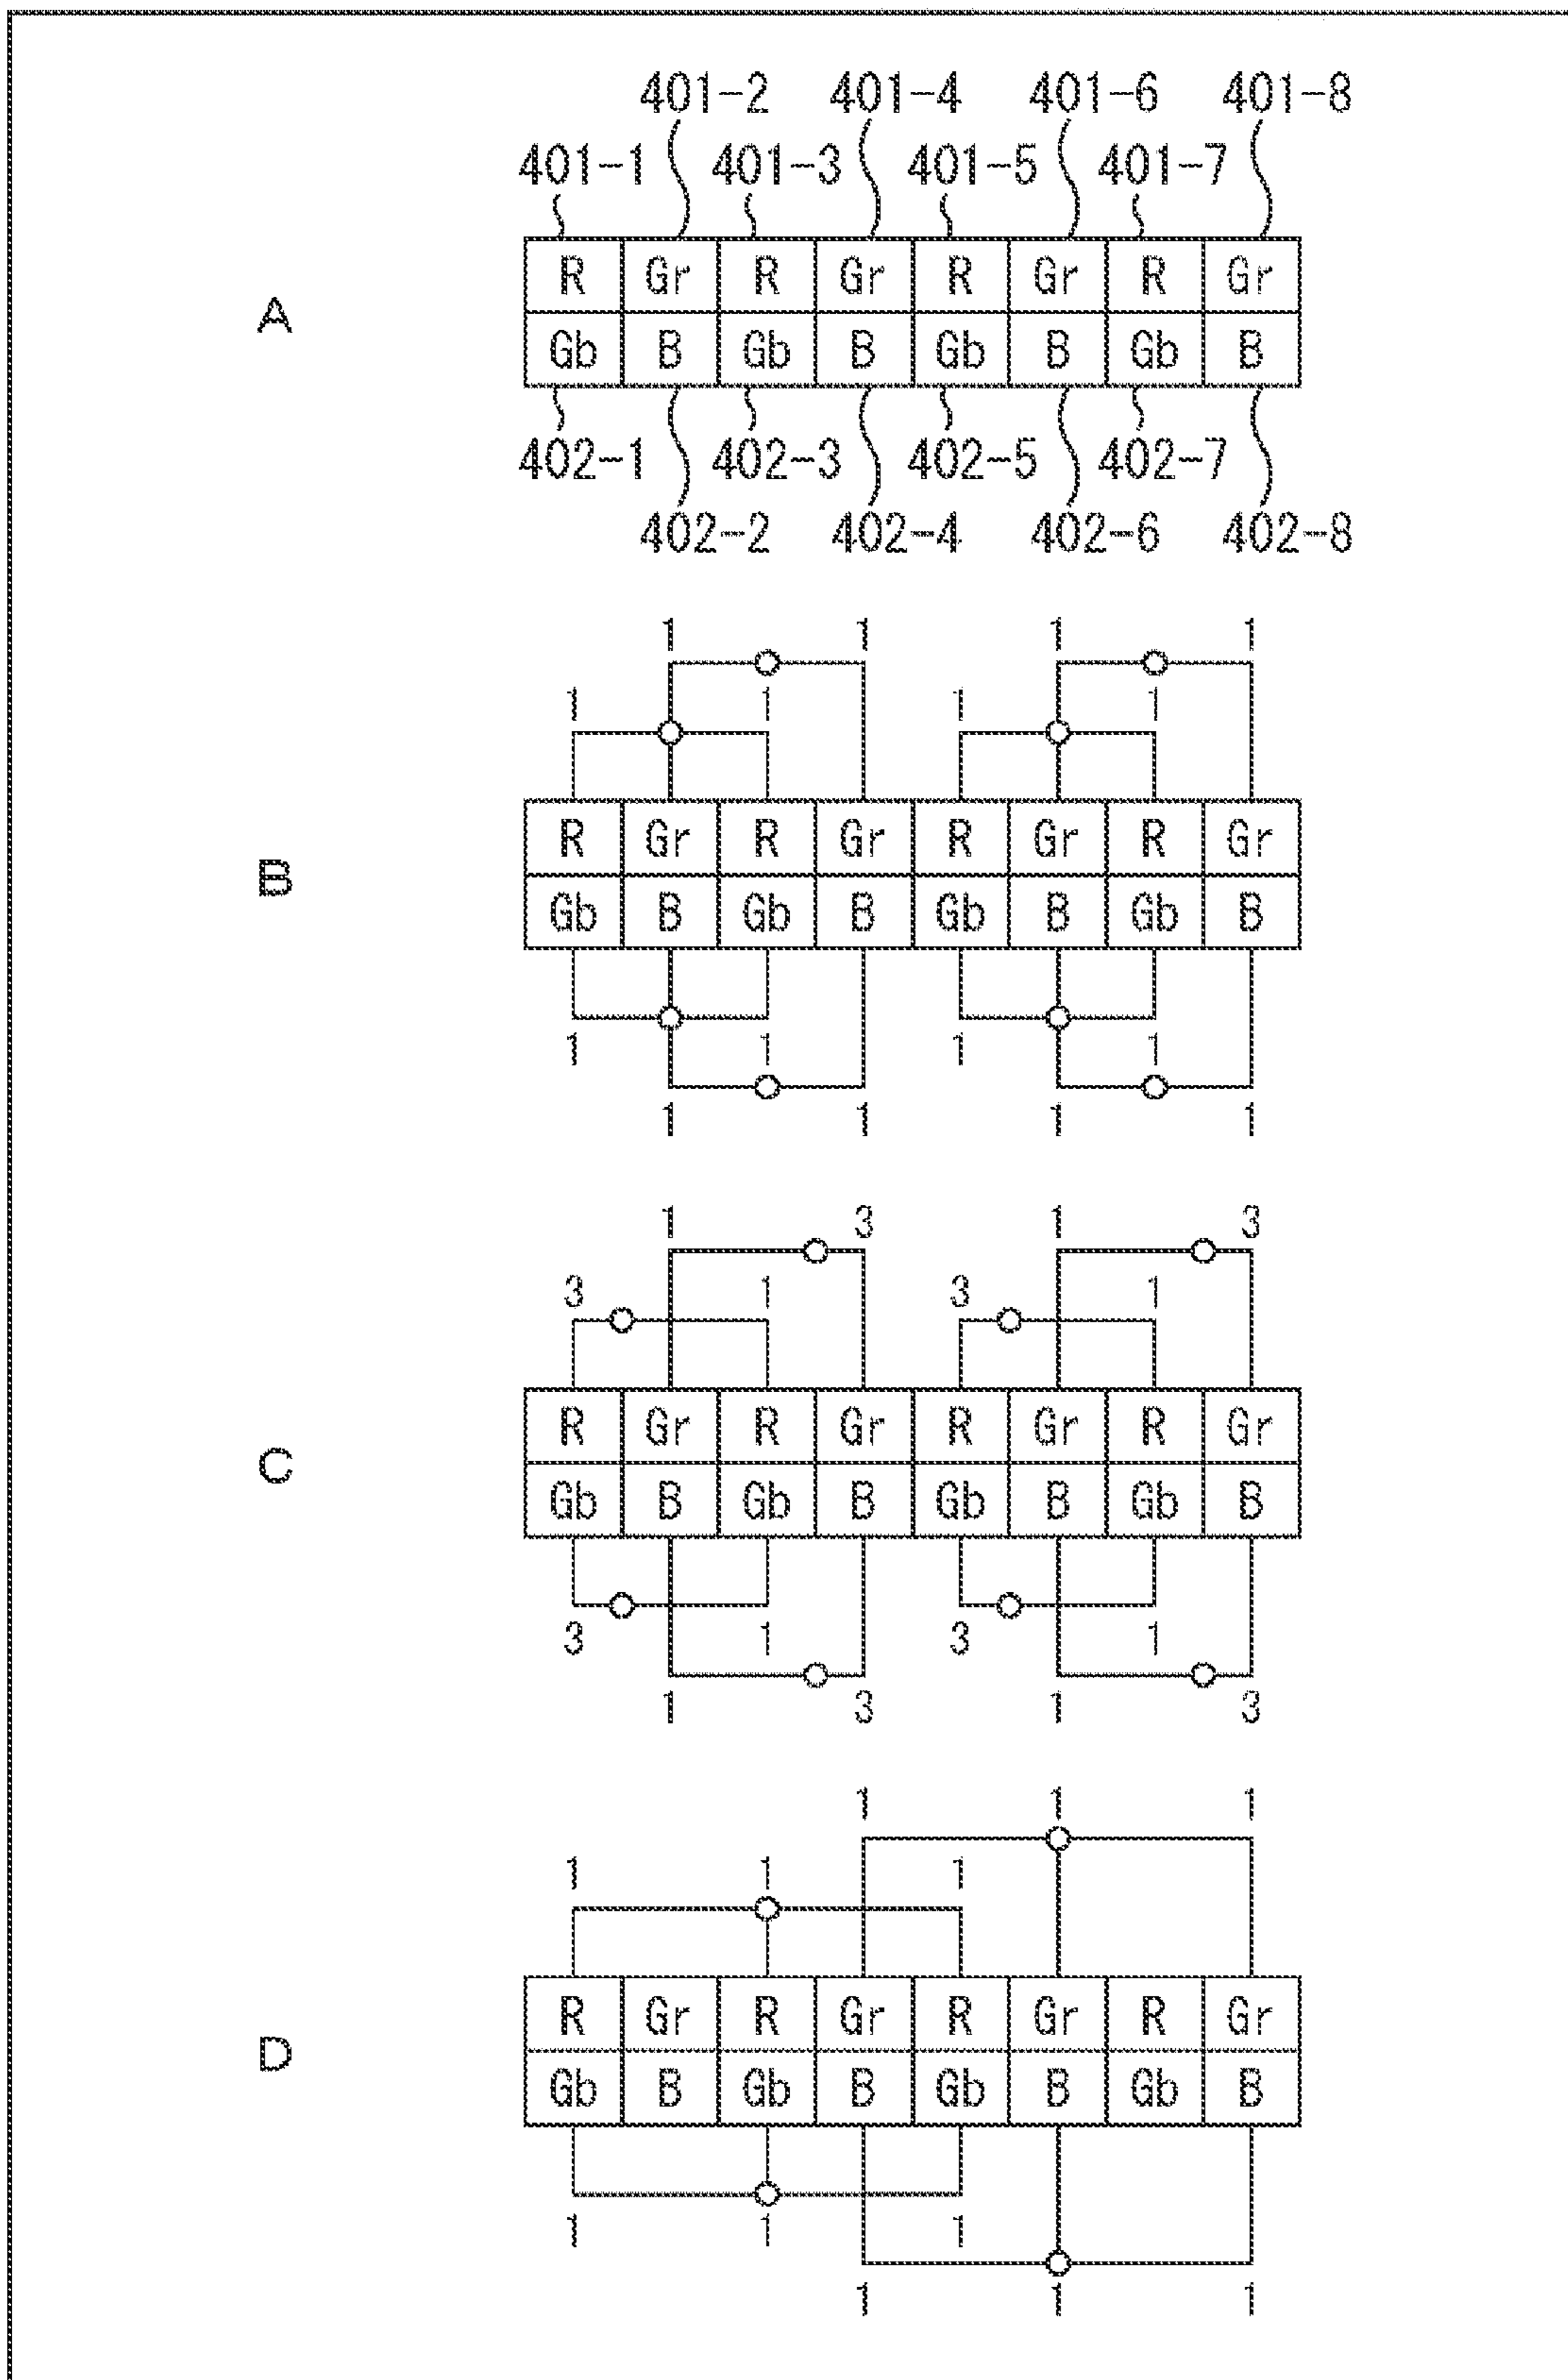 401-2 401-4 401-6 401-8
401-1 401-3 401-5 401-7
A
R Gr R Gr R Gr R Gr
Gb B Gb B Gb B Gb B
402-1 402-3 402-5 402-7
402-2 402-4 402-6 402-8
1 1 1 1
1 1 1 1
B
R Gr R Gr R Gr R Gr
Gb B Gb B Gb B Gb B
1 1 1 1
1 1 1 1
1 3 1 3
3 1 3 1
C
R Gr R Gr R Gr R Gr
Gb B Gb B Gb B Gb B
3 1 3 1
1 3 1 3
1 1 1
1 1 1
D
R Gr R Gr R Gr R Gr
Gb B Gb B Gb B Gb B
1 1 1
1 1 1